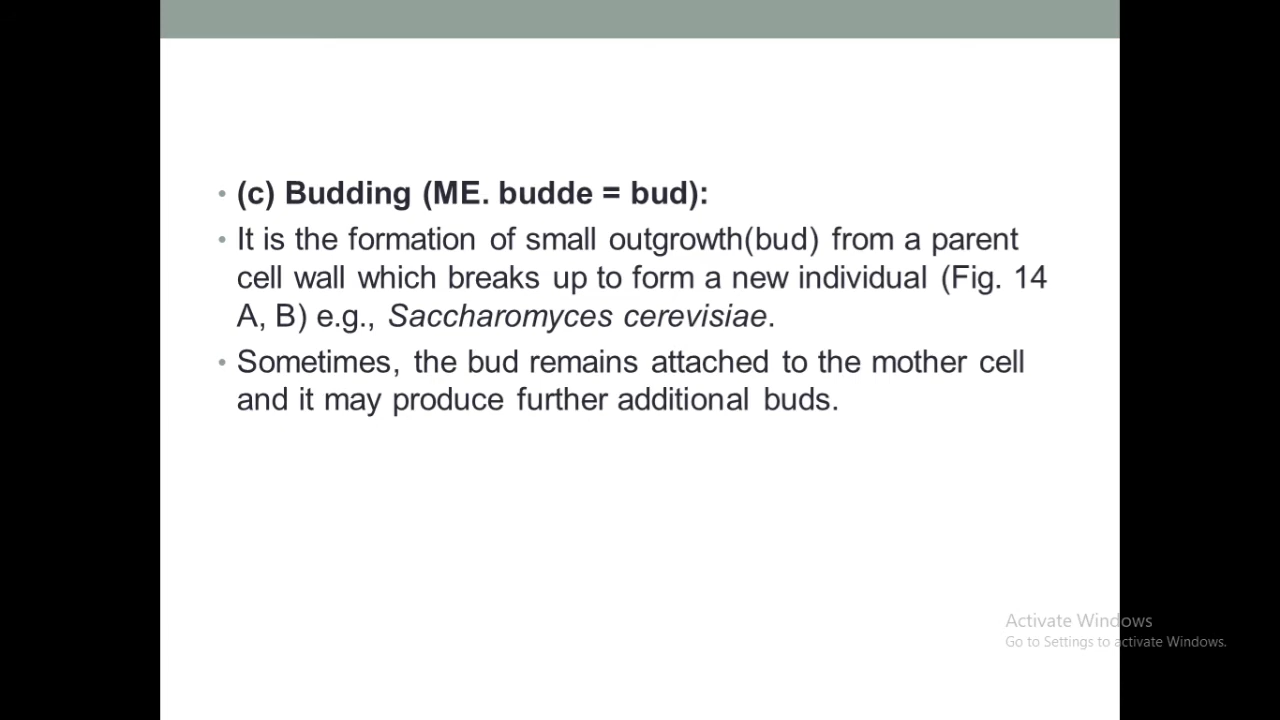 • (c) Budding (ME. budde = bud):
• It is the formation of small outgrowth(bud) from a parent
cell wall which breaks up to form a new individual (Fig. 14
A, B) e.g., Saccharomyces cerevisiae.
• Sometimes, the bud remains attached to the mother cell
and it may produce further additional buds.
Activate Windows
Go to Settings to activate Windows.